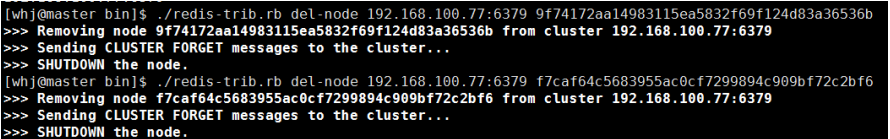 [whj@master bin]$ ./redis-trib.rb del-node 192.168.100.77:6379 9f74172aa14983115ea5832f69f124d83a36536b
>>> Removing node 9f74172aa14983115ea5832f69f124d83a36536b from cluster 192.168.100.77:6379
>>> Sending CLUSTER FORGET messages to the cluster...
>>> SHUTDOWN the node.
[whj@master bin]$ ./redis-trib.rb del-node 192.168.100.77:6379 f7caf64c5683955ac0cf7299894c909bf72c2bf6
>>> Removing node f7caf64c5683955ac0cf7299894c909bf72c2bf6 from cluster 192.168.100.77:6379
>>> Sending CLUSTER FORGET messages to the cluster...
>>> SHUTDOWN the node.